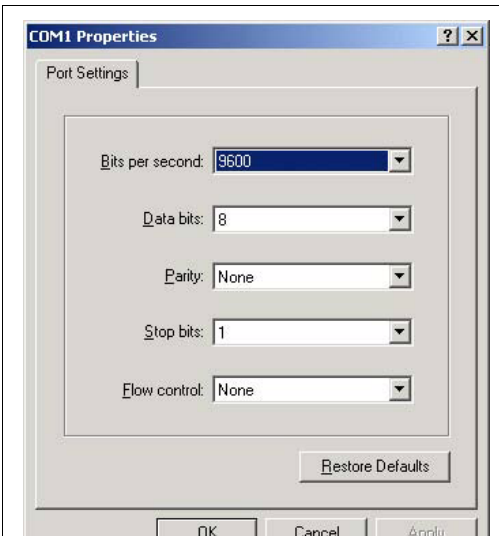 COM1 Properties
Port Settings
Bits per second: 9600
Data bits: 8
Parity: None
Stop bits: 1
Flow control: None
Restore Defaults
OK Cancel Apply